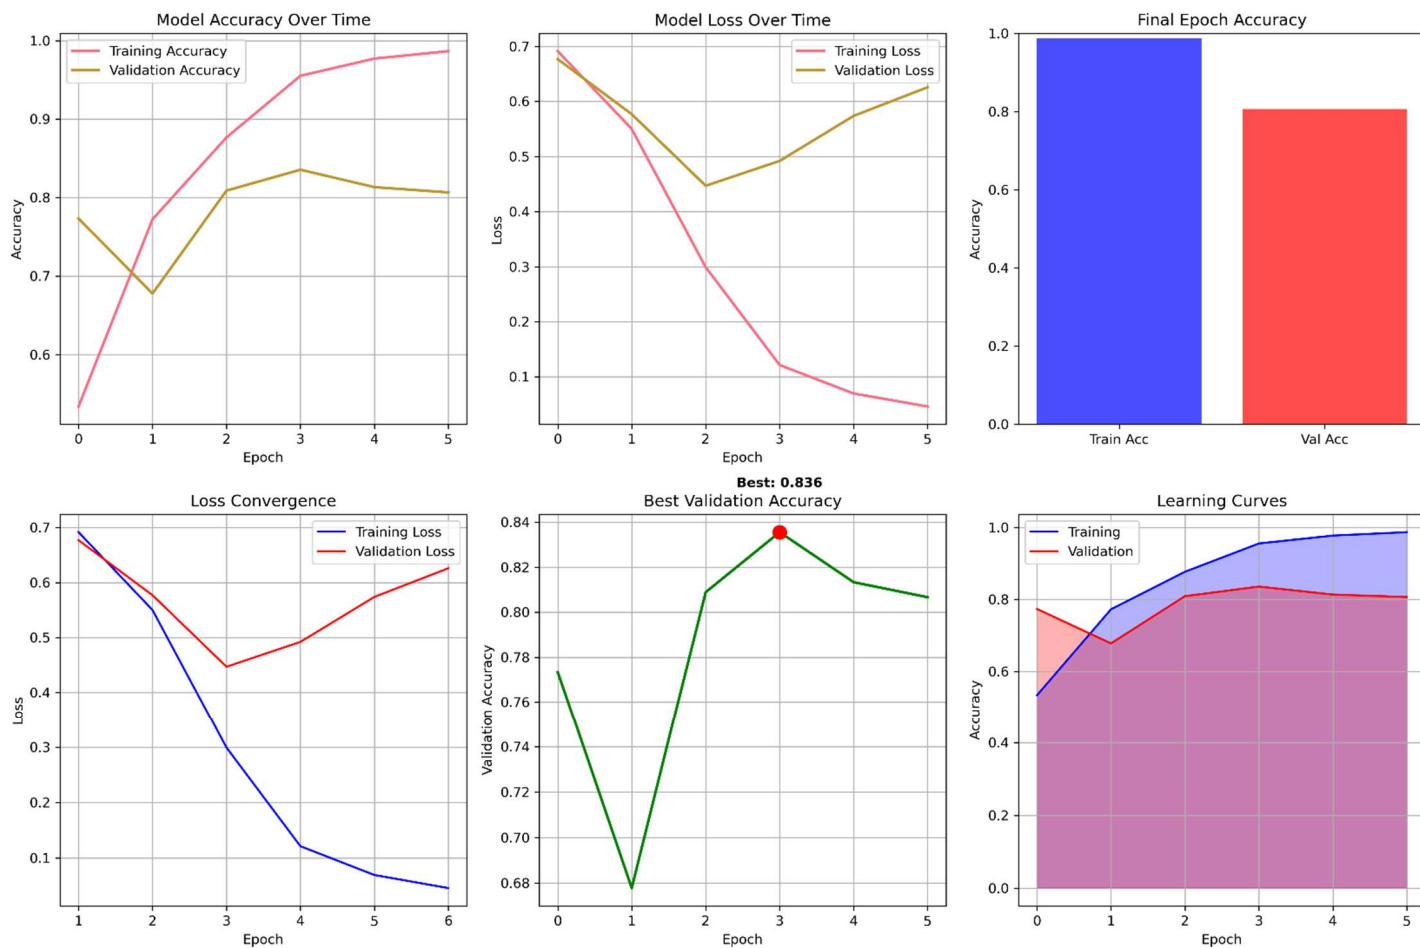 Model Accuracy Over Time
1.0
0.9
0.8
0.7
0.6
Accuracy
Training Accuracy
Validation Accuracy
0 1 2 3 4 5
Epoch
Model Loss Over Time
0.7
0.6
0.5
0.4
0.3
0.2
0.1
Loss
Training Loss
Validation Loss
0 1 2 3 4 5
Epoch
Final Epoch Accuracy
1.0
0.8
0.6
0.4
0.2
0.0
Accuracy
Train Acc Val Acc
Loss Convergence
0.7
0.6
0.5
0.4
0.3
0.2
0.1
Loss
Training Loss
Validation Loss
1 2 3 4 5 6
Epoch
Best: 0.836
Best Validation Accuracy
0.84
0.82
0.80
0.78
0.76
0.74
0.72
0.70
0.68
Validation Accuracy
0 1 2 3 4 5
Epoch
Learning Curves
1.0
0.8
0.6
0.4
0.2
0.0
Accuracy
Training
Validation
0 1 2 3 4 5
Epoch